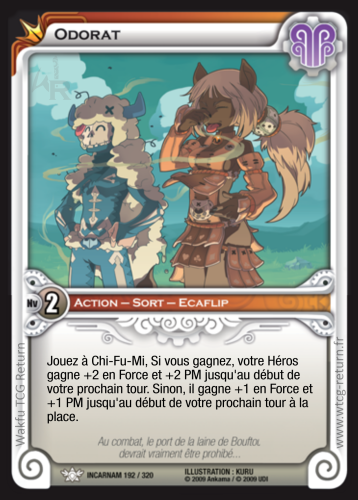 Odorat
Nv 2
Action – Sort – Ecaflip
Jouez à Chi-Fu-Mi, Si vous gagnez, votre Héros
gagne +2 en Force et +2 PM jusqu'au début de
votre prochain tour. Sinon, il gagne +1 en Force et
+1 PM jusqu'au début de votre prochain tour à la
place.
Au combat, le port de la laine de Bouftou
devrait vraiment être prohibé...
INCARNAM 192 / 320
ILLUSTRATION : KURU
© 2009 Ankama / © 2009 UDI
Wakfu TCG Return
www.wtcg-return.fr